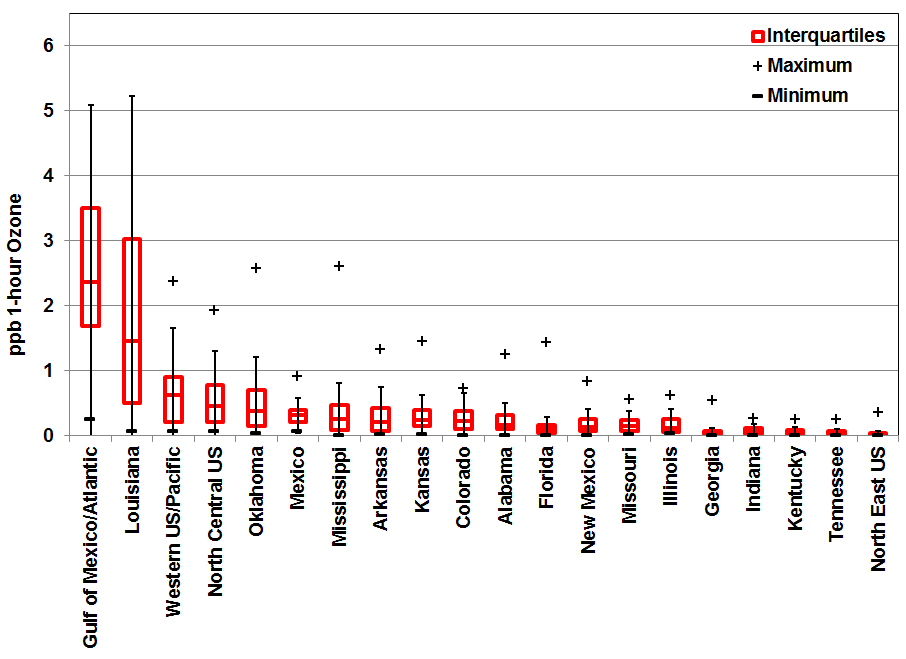 6
5
4
3
2
1
0
ppb 1-hour Ozone
Interquartiles
Maximum
Minimum
Gulf of Mexico/Atlantic
Louisiana
Western US/Pacific
North Central US
Oklahoma
Mexico
Mississippi
Arkansas
Kansas
Colorado
Alabama
Florida
New Mexico
Missouri
Illinois
Georgia
Indiana
Kentucky
Tennessee
North East US